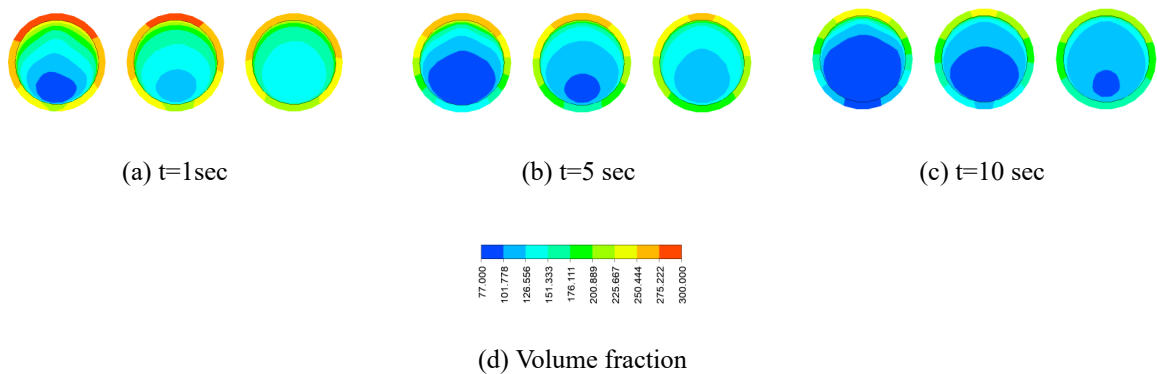 (a) t=1sec
(b) t=5 sec
(c) t=10 sec
77.000
101.778
126.556
151.333
176.111
200.889
225.667
250.444
275.222
300.000
(d) Volume fraction